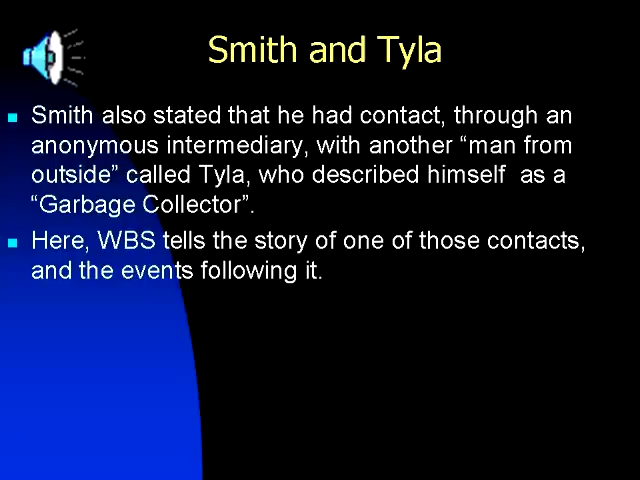 Smith and Tyla
Smith also stated that he had contact, through an
anonymous intermediary, with another “man from
outside” called Tyla, who described himself  as a
“Garbage Collector”.
Here, WBS tells the story of one of those contacts,
and the events following it.